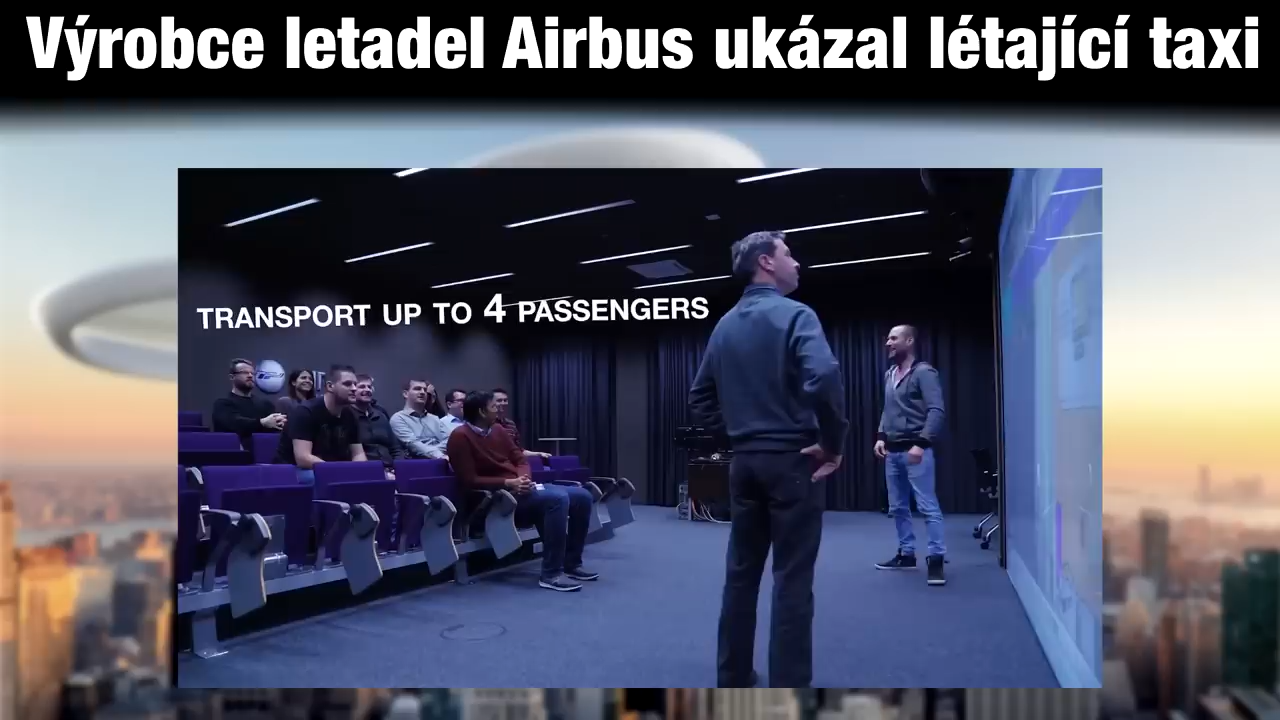 Výrobce letadel Airbus ukázal létající taxi
TRANSPORT UP TO 4 PASSENGERS